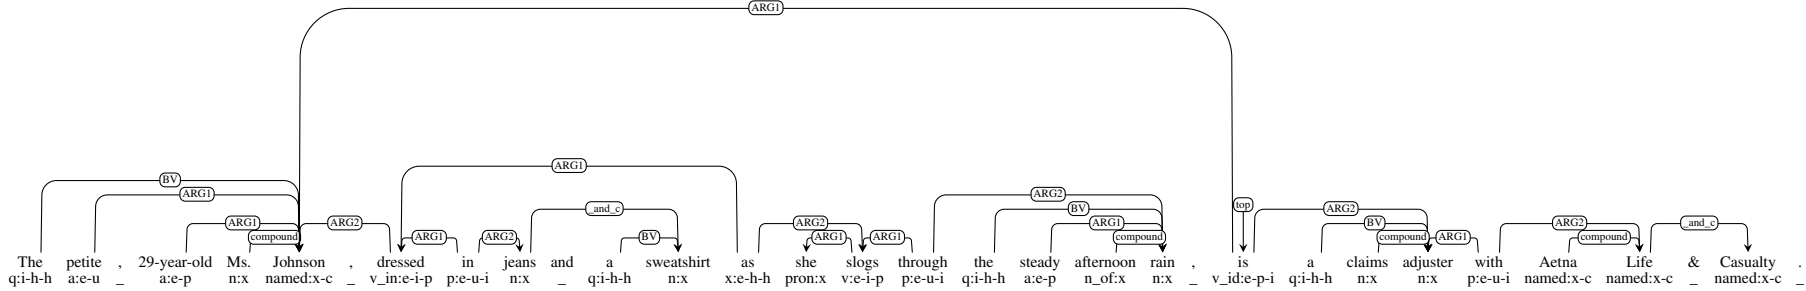 ARG1
ARG1
BV
ARG1 ARG2
_and_c top ARG2
BV
ARG1 ARG2 ARG2 ARG1 ARG2 BV ARG2 _and_c
compound ARG1 ARG2 BV ARG1 ARG1 compound compound ARG1 compound
The petite , 29-year-old Ms. Johnson , dressed in jeans and a sweatshirt as she slogs through the steady afternoon rain , is a claims adjuster with Aetna Life & Casualty .
q:i-h-h a:e-u _ a:e-p n:x named:x-c _ v_in:e-i-p p:e-u-i n:x _ q:i-h-h n:x x:e-h-h pron:x v:e-i-p p:e-u-i q:i-h-h a:e-p n_of:x n:x _ v_id:e-p-i q:i-h-h n:x n:x p:e-u-i named:x-c named:x-c _ named:x-c _